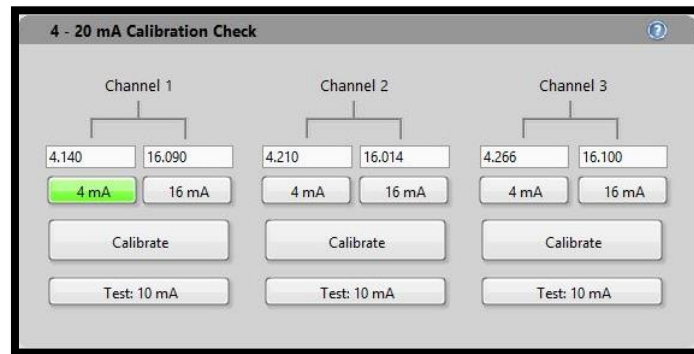 4 - 20 mA Calibration Check
Channel 1 Channel 2 Channel 3
4.140 16.090 4.210 16.014 4.266 16.100
4 mA 16 mA 4 mA 16 mA 4 mA 16 mA
Calibrate Calibrate Calibrate
Test: 10 mA Test: 10 mA Test: 10 mA